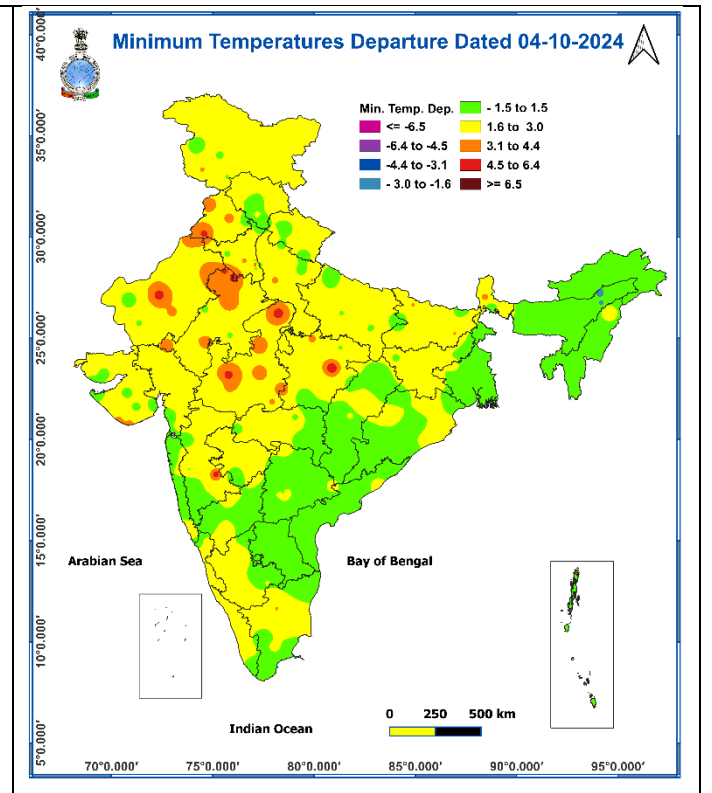 Minimum Temperatures Departure Dated 04-10-2024
Min. Temp. Dep.
<= -6.5
-6.4 to -4.5
-4.4 to -3.1
- 3.0 to -1.6
- 1.5 to 1.5
1.6 to 3.0
3.1 to 4.4
4.5 to 6.4
>= 6.5
40°0.000'
35°0.000'
30°0.000'
25°0.000'
20°0.000'
15°0.000'
10°0.000'
5°0.000'
Arabian Sea
Bay of Bengal
Indian Ocean
0 250 500 km
70°0.000' 75°0.000' 80°0.000' 85°0.000' 90°0.000' 95°0.000'